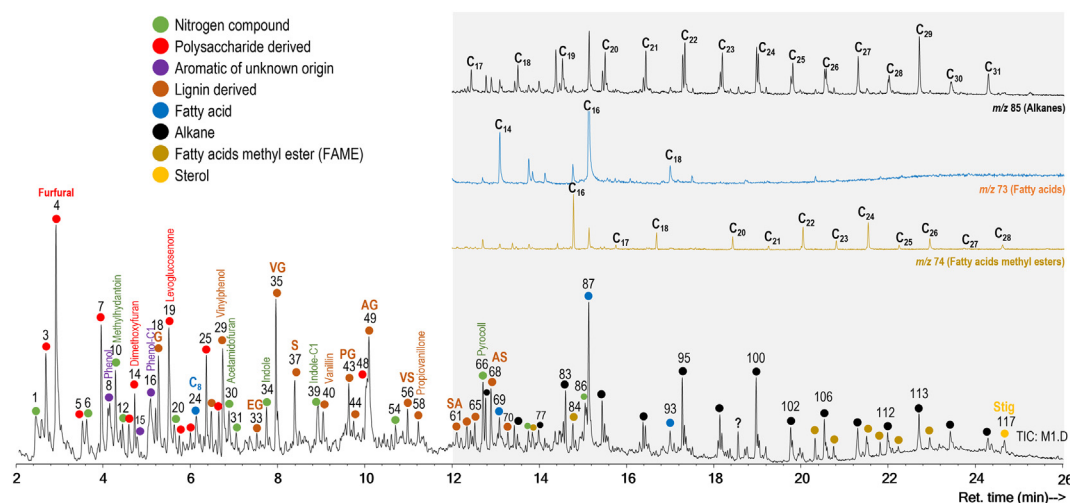 Nitrogen compound
Polysaccharide derived
Aromatic of unknown origin
Lignin derived
Fatty acid
Alkane
Fatty acids methyl ester (FAME)
Sterol
C17 C18 C19 C20 C21 C22 C23 C24 C25 C26 C27 C28 C29 C30 C31
m/z 85 (Alkanes)
C14 C16 C18
m/z 73 (Fatty acids)
C16 C17 C18 C20 C21 C22 C23 C24 C25 C26 C27 C28
m/z 74 (Fatty acids methyl esters)
1
3
Furfural
4
5
6
7
Phenol
8
Methylhydantoin
10
12
Dimethoxyfuran
14
15
Phenol-C1
16
G
18
Levoglucosenone
19
20
C8
24
25
Vinylphenol
29
30
Acetamidofuran
31
EG
33
Indole
34
VG
35
S
37
Indole-C1
39
Vanillin
40
PG
43
44
48
AG
49
54
VS
56
Propiovanillone
58
SA
61
65
Pyrocoll
66
AS
68
69
70
77
83
84
86
87
93
95
?
100
102
106
112
113
Stig
117
TIC: M1.D
2 4 6 8 10 12 14 16 18 20 22 24 26
Ret. time (min)-->